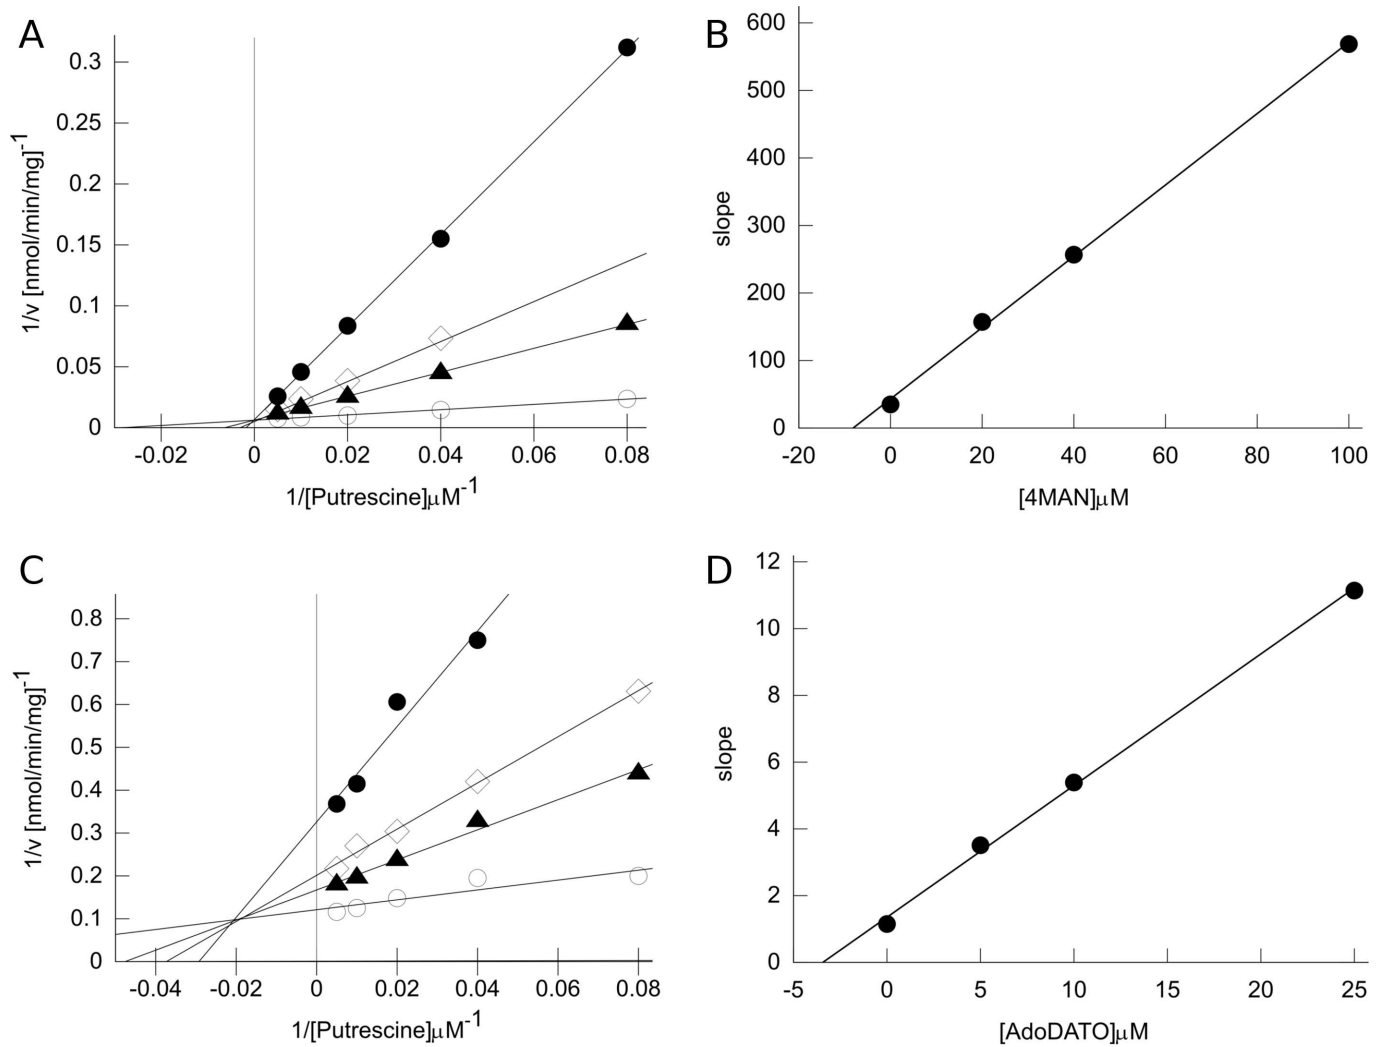 A
0.3
0.25
0.2
0.15
0.1
0.05
0
-0.02 0 0.02 0.04 0.06 0.08
1/v [nmol/min/mg]-1
1/[Putrescine]μM-1
B
600
500
400
300
200
100
0
-20 0 20 40 60 80 100
slope
[4MAN]μM
C
0.8
0.7
0.6
0.5
0.4
0.3
0.2
0.1
0
-0.04 -0.02 0 0.02 0.04 0.06 0.08
1/v [nmol/min/mg]-1
1/[Putrescine]μM-1
D
12
10
8
6
4
2
0
-5 0 5 10 15 20 25
slope
[AdoDATO]μM